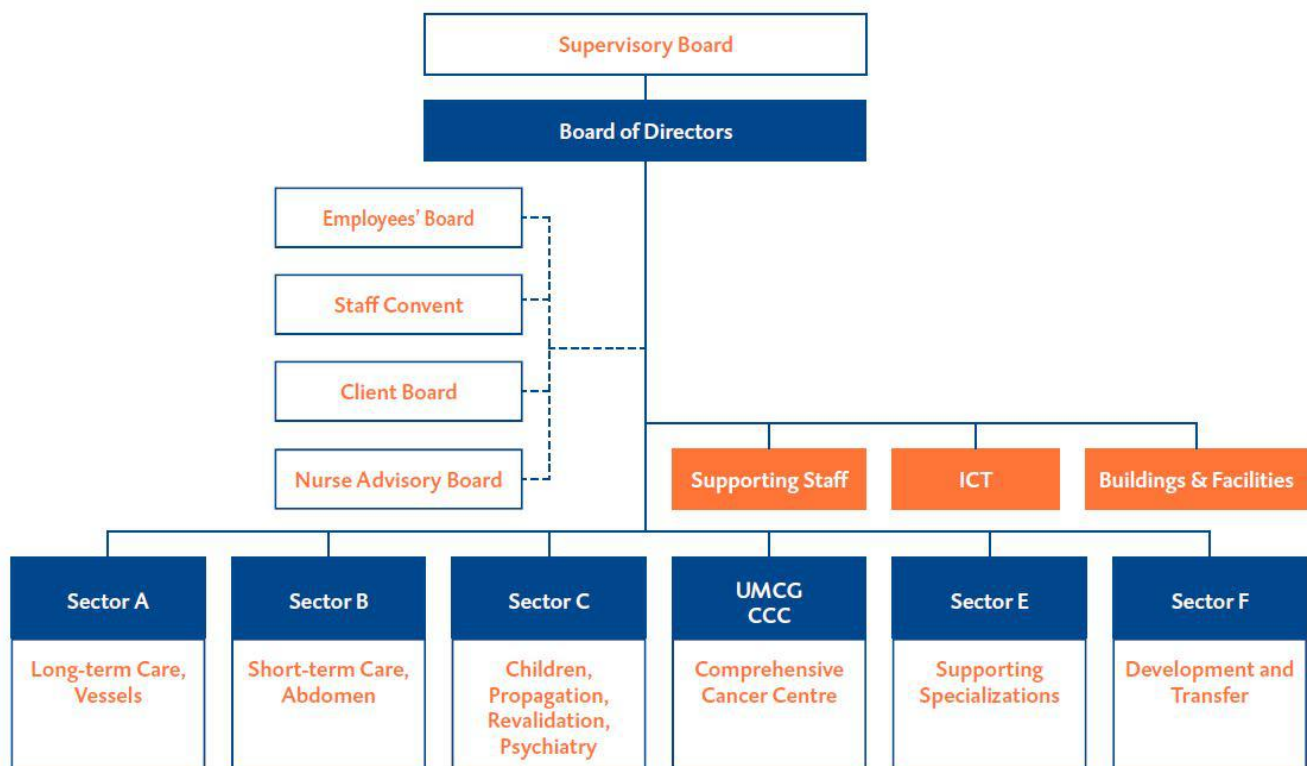 Supervisory Board
Board of Directors
Employees’ Board
Staff Convent
Client Board
Nurse Advisory Board
Supporting Staff
ICT
Buildings & Facilities
Sector A
Long-term Care,
Vessels
Sector B
Short-term Care,
Abdomen
Sector C
Children,
Propagation,
Revalidation,
Psychiatry
UMCG
CCC
Comprehensive
Cancer Centre
Sector E
Supporting
Specializations
Sector F
Development and
Transfer